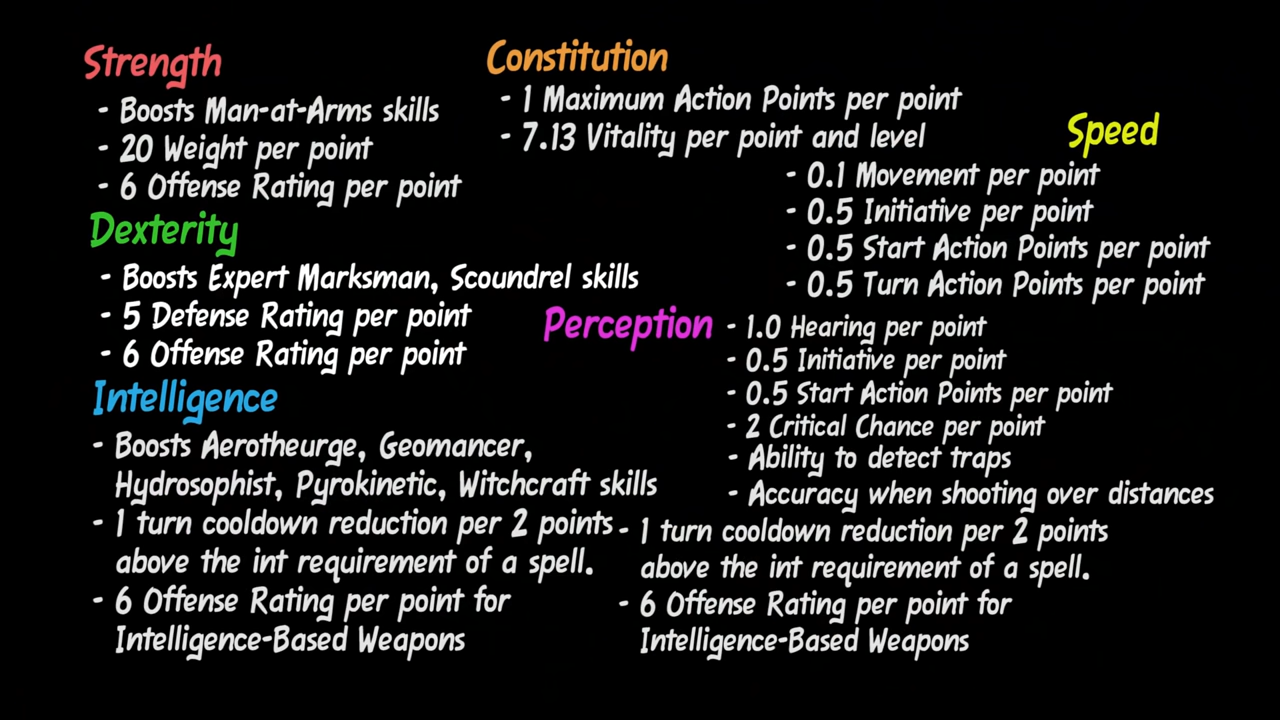 Strength
- Boosts Man-at-Arms skills
- 20 Weight per point
- 6 Offense Rating per point
Dexterity
- Boosts Expert Marksman, Scoundrel skills
- 5 Defense Rating per point
- 6 Offense Rating per point
Intelligence
- Boosts Aerotheurge, Geomancer,
Hydrosophist, Pyrokinetic, Witchcraft skills
- 1 turn cooldown reduction per 2 points
above the int requirement of a spell.
- 6 Offense Rating per point for
Intelligence-Based Weapons
Constitution
- 1 Maximum Action Points per point
- 7.13 Vitality per point and level
Speed
- 0.1 Movement per point
- 0.5 Initiative per point
- 0.5 Start Action Points per point
- 0.5 Turn Action Points per point
Perception
- 1.0 Hearing per point
- 0.5 Initiative per point
- 0.5 Start Action Points per point
- 2 Critical Chance per point
- Ability to detect traps
- Accuracy when shooting over distances
- 1 turn cooldown reduction per 2 points
above the int requirement of a spell.
- 6 Offense Rating per point for
Intelligence-Based Weapons